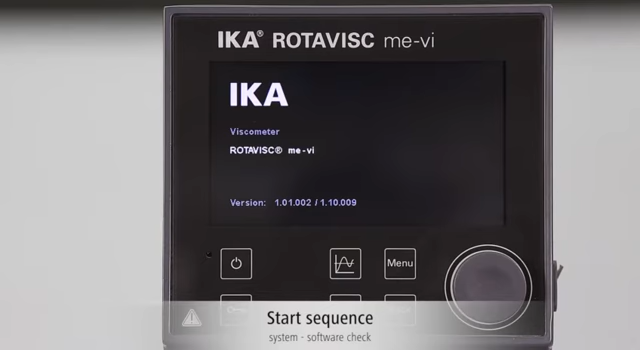 IKA® ROTAVISC me-vi
IKA
Viscometer
ROTAVISC® me-vi
Version: 1.01.002 / 1.10.009
Menu
Start sequence
system - software check